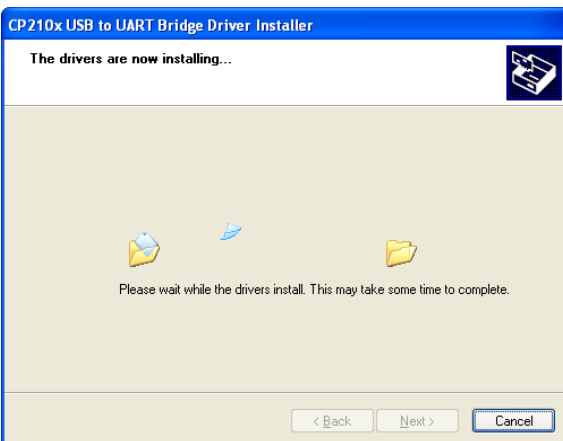 CP210x USB to UART Bridge Driver Installer
The drivers are now installing...
Please wait while the drivers install. This may take some time to complete.
< Back
Next >
Cancel